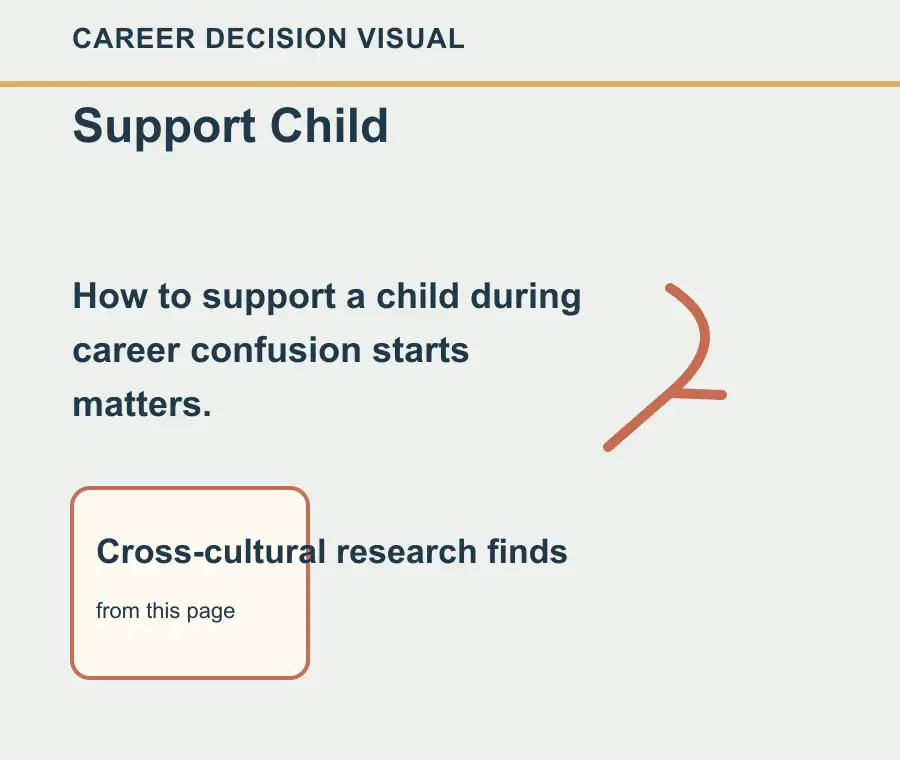 CAREER DECISION VISUAL
Support Child
How to support a child during
career confusion starts
matters.
Cross-cultural research finds
from this page